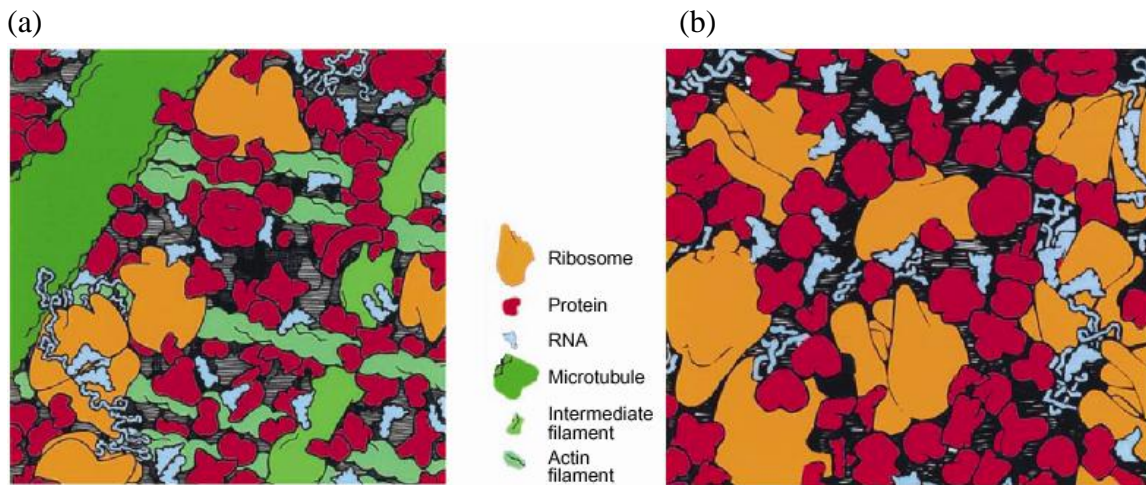 (a)
(b)
Ribosome
Protein
RNA
Microtubule
Intermediate
filament
Actin
filament